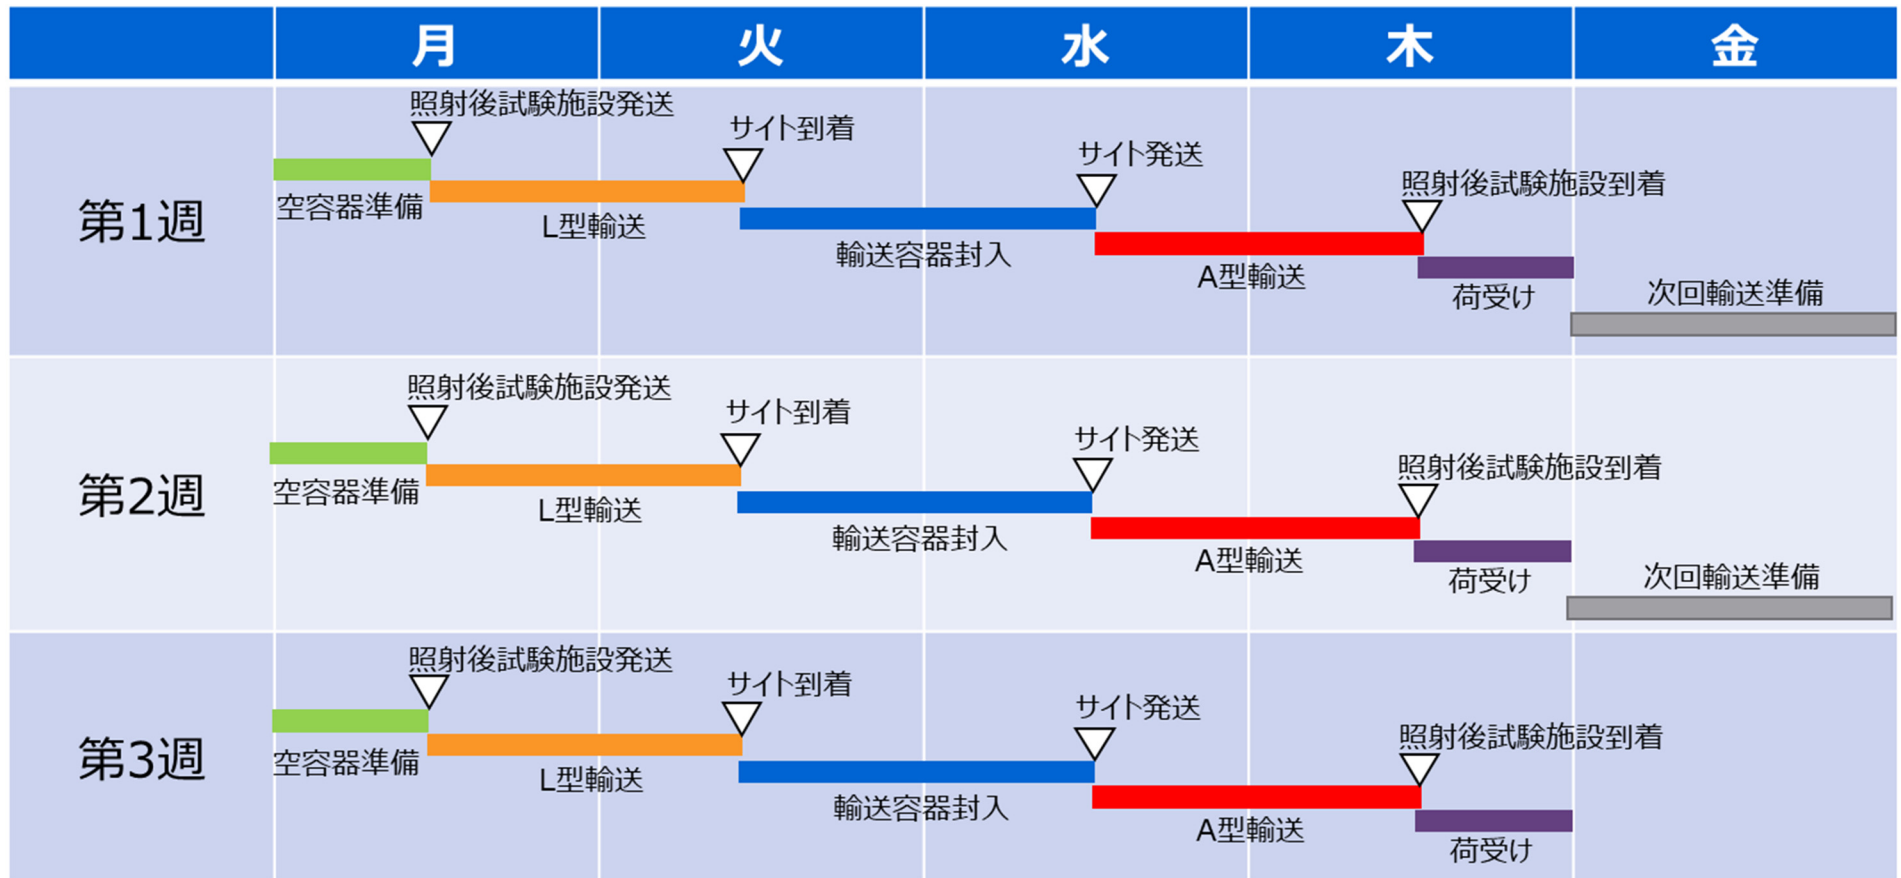 月 火 水 木 金
第1週
照射後試験施設発送
サイト到着
サイト発送
照射後試験施設到着
空容器準備
L型輸送
輸送容器封入
A型輸送
荷受け
次回輸送準備
第2週
照射後試験施設発送
サイト到着
サイト発送
照射後試験施設到着
空容器準備
L型輸送
輸送容器封入
A型輸送
荷受け
次回輸送準備
第3週
照射後試験施設発送
サイト到着
サイト発送
照射後試験施設到着
空容器準備
L型輸送
輸送容器封入
A型輸送
荷受け